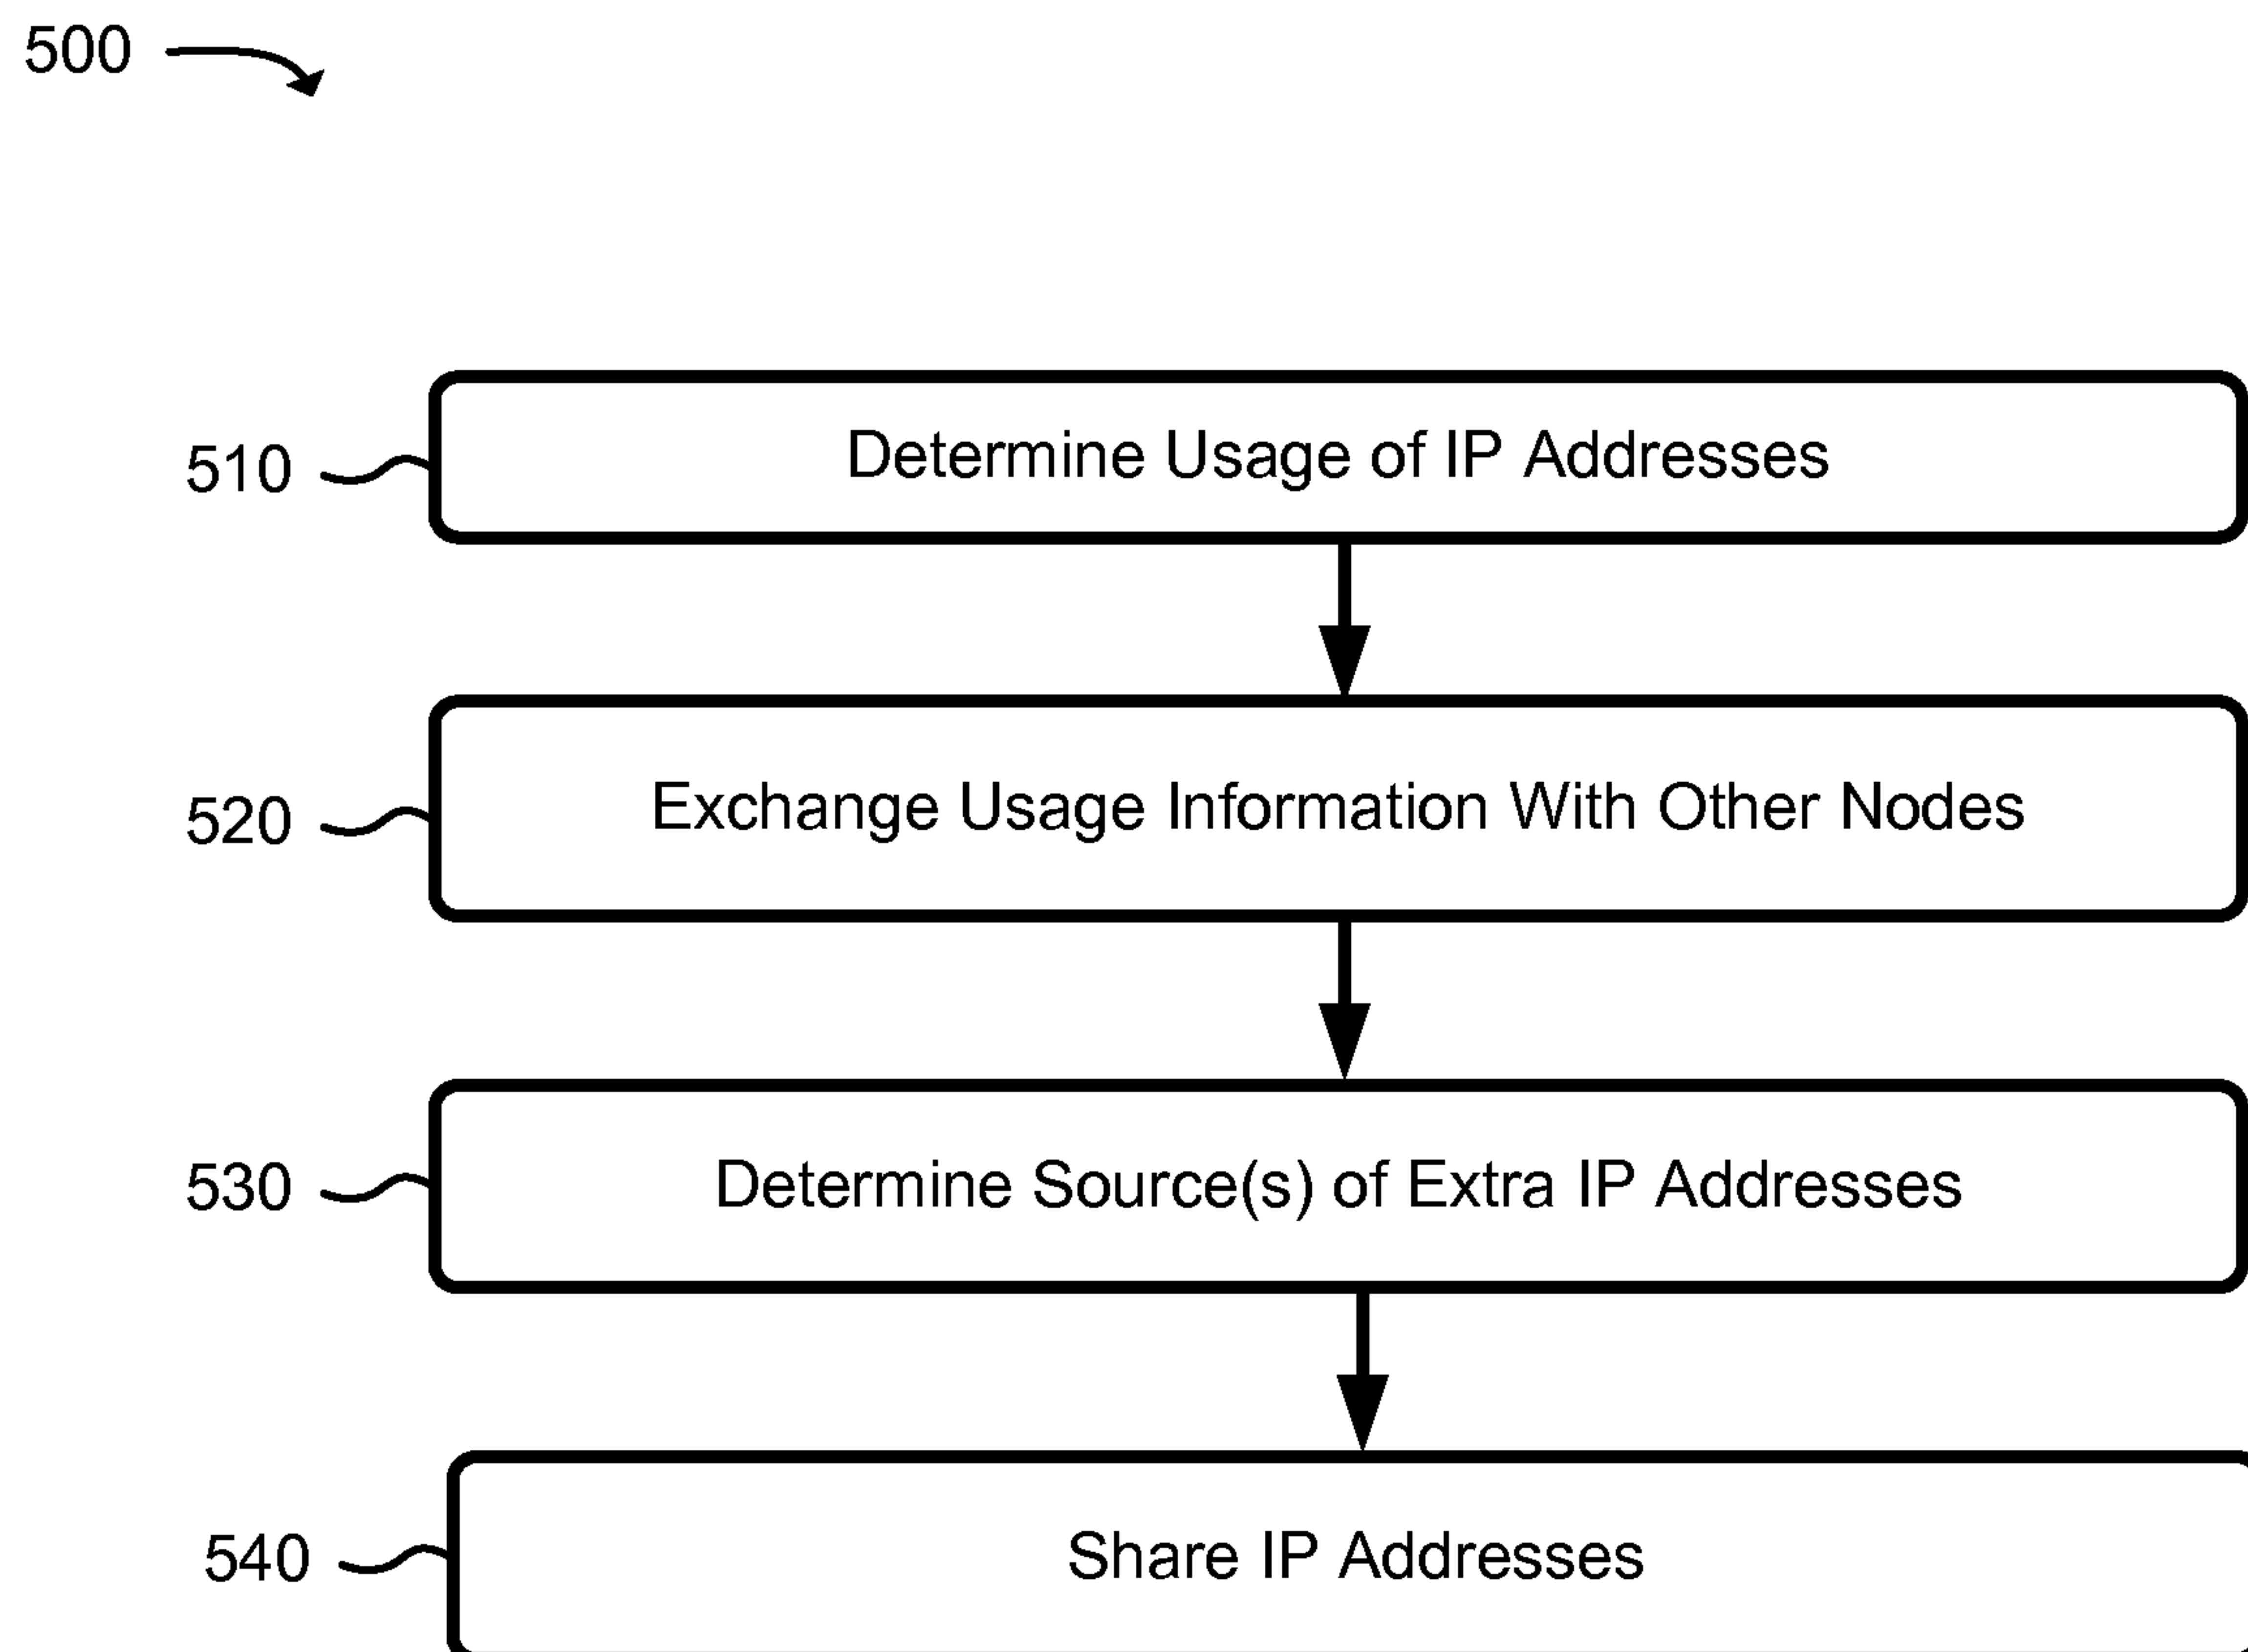 500
510 Determine Usage of IP Addresses
520 Exchange Usage Information With Other Nodes
530 Determine Source(s) of Extra IP Addresses
540 Share IP Addresses